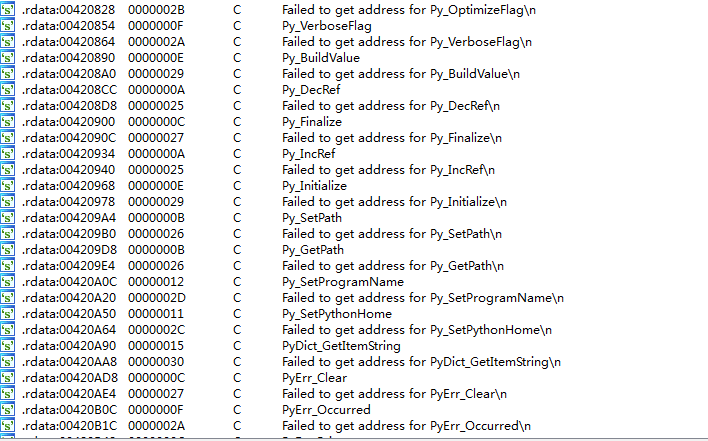 .rdata:00420828 0000002B C Failed to get address for Py_OptimizeFlag\n
.rdata:00420854 0000000F C Py_VerboseFlag
.rdata:00420864 0000002A C Failed to get address for Py_VerboseFlag\n
.rdata:00420890 0000000E C Py_BuildValue
.rdata:004208A0 00000029 C Failed to get address for Py_BuildValue\n
.rdata:004208CC 0000000A C Py_DecRef
.rdata:004208D8 00000025 C Failed to get address for Py_DecRef\n
.rdata:00420900 0000000C C Py_Finalize
.rdata:0042090C 00000027 C Failed to get address for Py_Finalize\n
.rdata:00420934 0000000A C Py_IncRef
.rdata:00420940 00000025 C Failed to get address for Py_IncRef\n
.rdata:00420968 0000000E C Py_Initialize
.rdata:00420978 00000029 C Failed to get address for Py_Initialize\n
.rdata:004209A4 0000000B C Py_SetPath
.rdata:004209B0 00000026 C Failed to get address for Py_SetPath\n
.rdata:004209D8 0000000B C Py_GetPath
.rdata:004209E4 00000026 C Failed to get address for Py_GetPath\n
.rdata:00420A0C 00000012 C Py_SetProgramName
.rdata:00420A20 0000002D C Failed to get address for Py_SetProgramName\n
.rdata:00420A50 00000011 C Py_SetPythonHome
.rdata:00420A64 0000002C C Failed to get address for Py_SetPythonHome\n
.rdata:00420A90 00000015 C PyDict_GetItemString
.rdata:00420AA8 00000030 C Failed to get address for PyDict_GetItemString\n
.rdata:00420AD8 0000000C C PyErr_Clear
.rdata:00420AE4 00000027 C Failed to get address for PyErr_Clear\n
.rdata:00420B0C 0000000F C PyErr_Occurred
.rdata:00420B1C 0000002A C Failed to get address for PyErr_Occurred\n